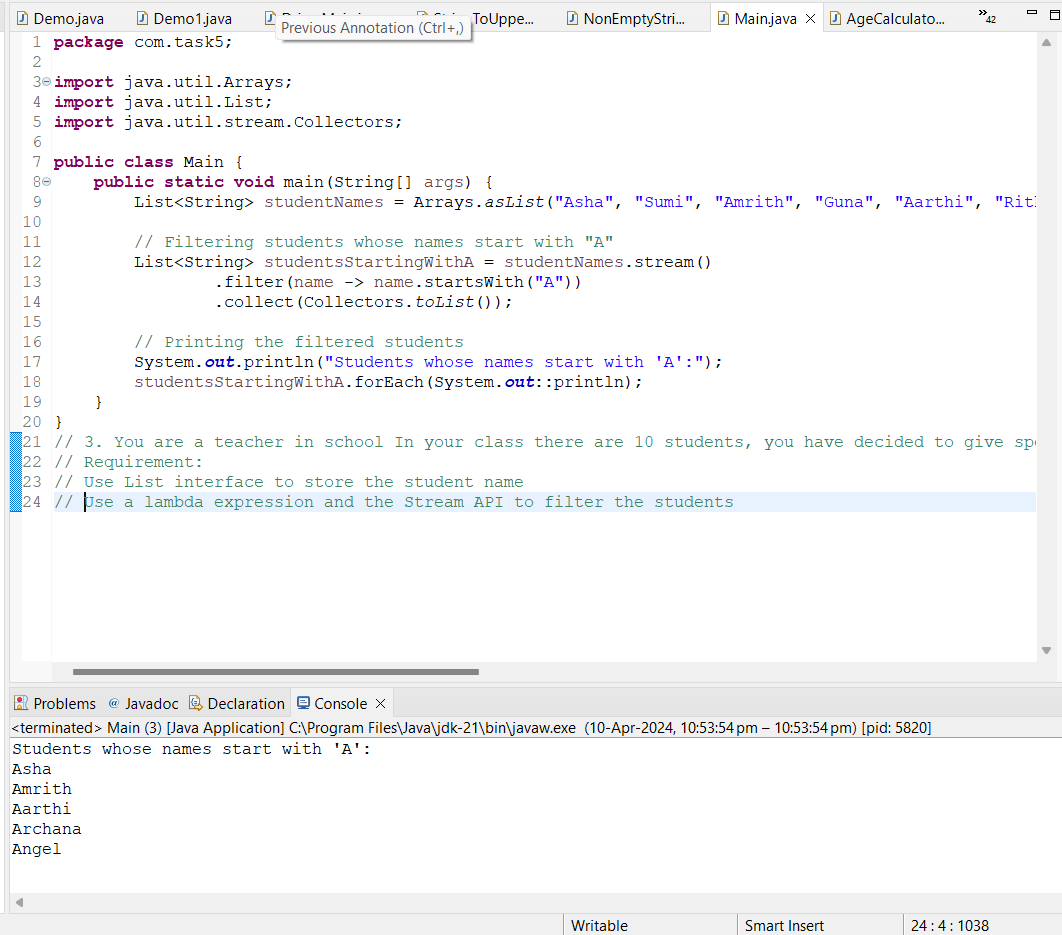 Demo.java Demo1.java ToUppe... NonEmptyStri... Main.java AgeCalculato... »42
Previous Annotation (Ctrl+,)
1 package com.task5;
2
3 import java.util.Arrays;
4 import java.util.List;
5 import java.util.stream.Collectors;
6
7 public class Main {
8 public static void main(String[] args) {
9 List<String> studentNames = Arrays.asList("Asha", "Sumi", "Amrith", "Guna", "Aarthi",
10
11 // Filtering students whose names start with "A"
12 List<String> studentsStartingWithA = studentNames.stream()
13 .filter(name -> name.startsWith("A"))
14 .collect(Collectors.toList());
15
16 // Printing the filtered students
17 System.out.println("Students whose names start with 'A':");
18 studentsStartingWithA.forEach(System.out::println);
19 }
20 }
21 // 3. You are a teacher in school In your class there are 10 students, you have decided to give
22 // Requirement:
23 // Use List interface to store the student name
24 // Use a lambda expression and the Stream API to filter the students
Problems @ Javadoc Declaration Console
<terminated> Main (3) [Java Application] C:\Program Files\Java\jdk-21\bin\javaw.exe (10-Apr-2024, 10:53:54 pm – 10:53:54 pm) [pid: 5820]
Students whose names start with 'A':
Asha
Amrith
Aarthi
Archana
Angel
Writable Smart Insert 24 : 4 : 1038